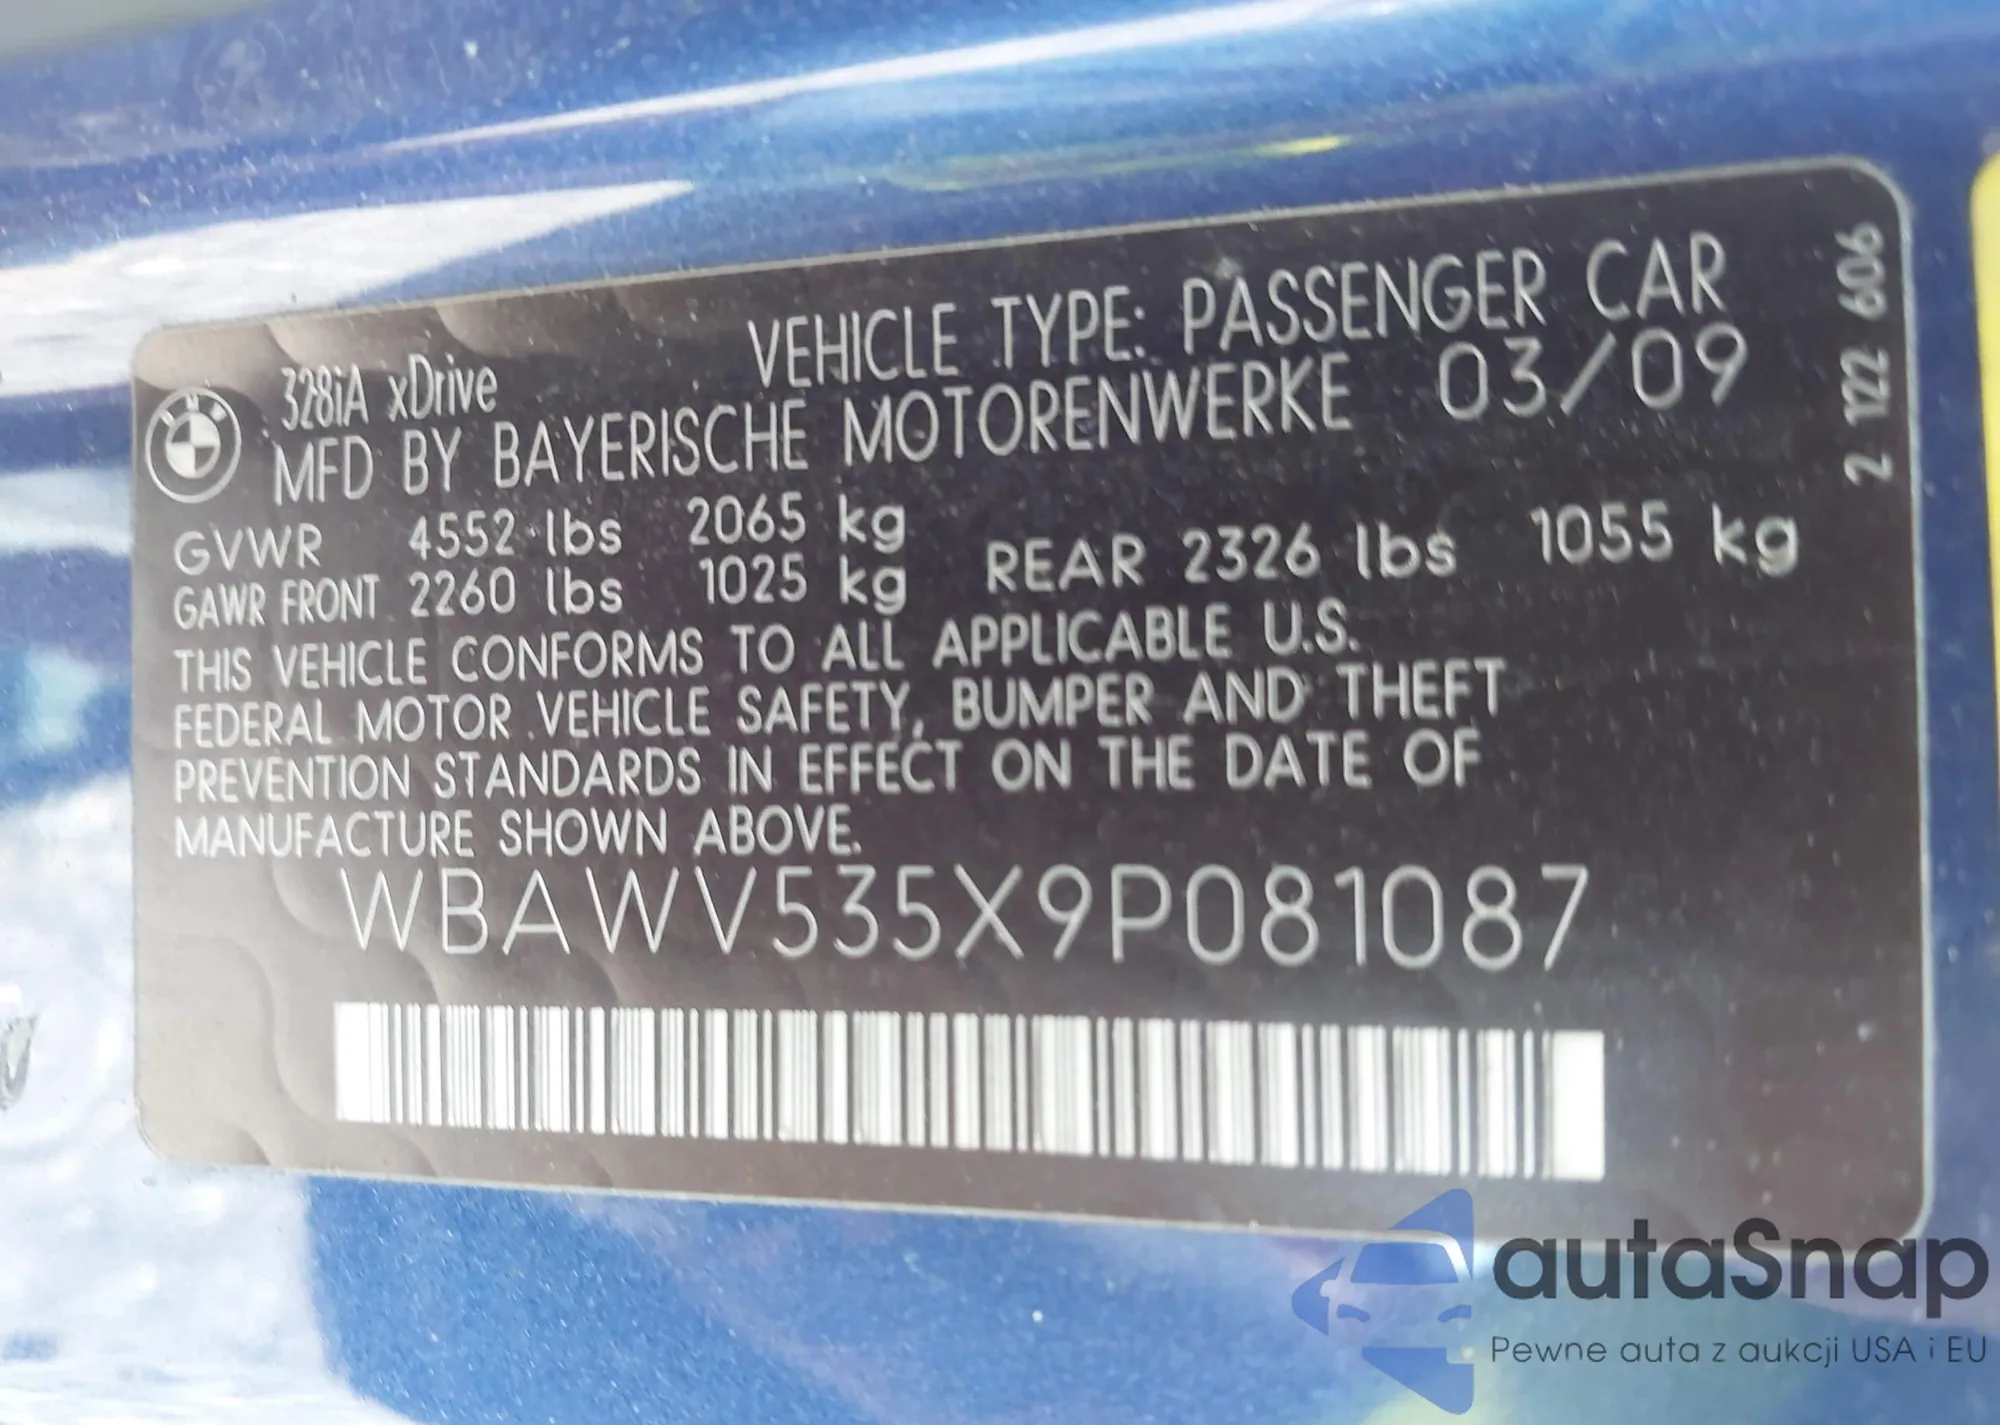 VEHICLE TYPE: PASSENGER CAR
328iA xDrive
MFD BY BAYERISCHE MOTORENWERKE 03/09
GVWR 4552 lbs 2065 kg
GAWR FRONT 2260 lbs 1025 kg REAR 2326 lbs 1055 kg
THIS VEHICLE CONFORMS TO ALL APPLICABLE U.S.
FEDERAL MOTOR VEHICLE SAFETY, BUMPER AND THEFT
PREVENTION STANDARDS IN EFFECT ON THE DATE OF
MANUFACTURE SHOWN ABOVE.
WBAWV535X9P081087
2 122 606
BMW
autaSnap
Pewne auta z aukcji USA i EU